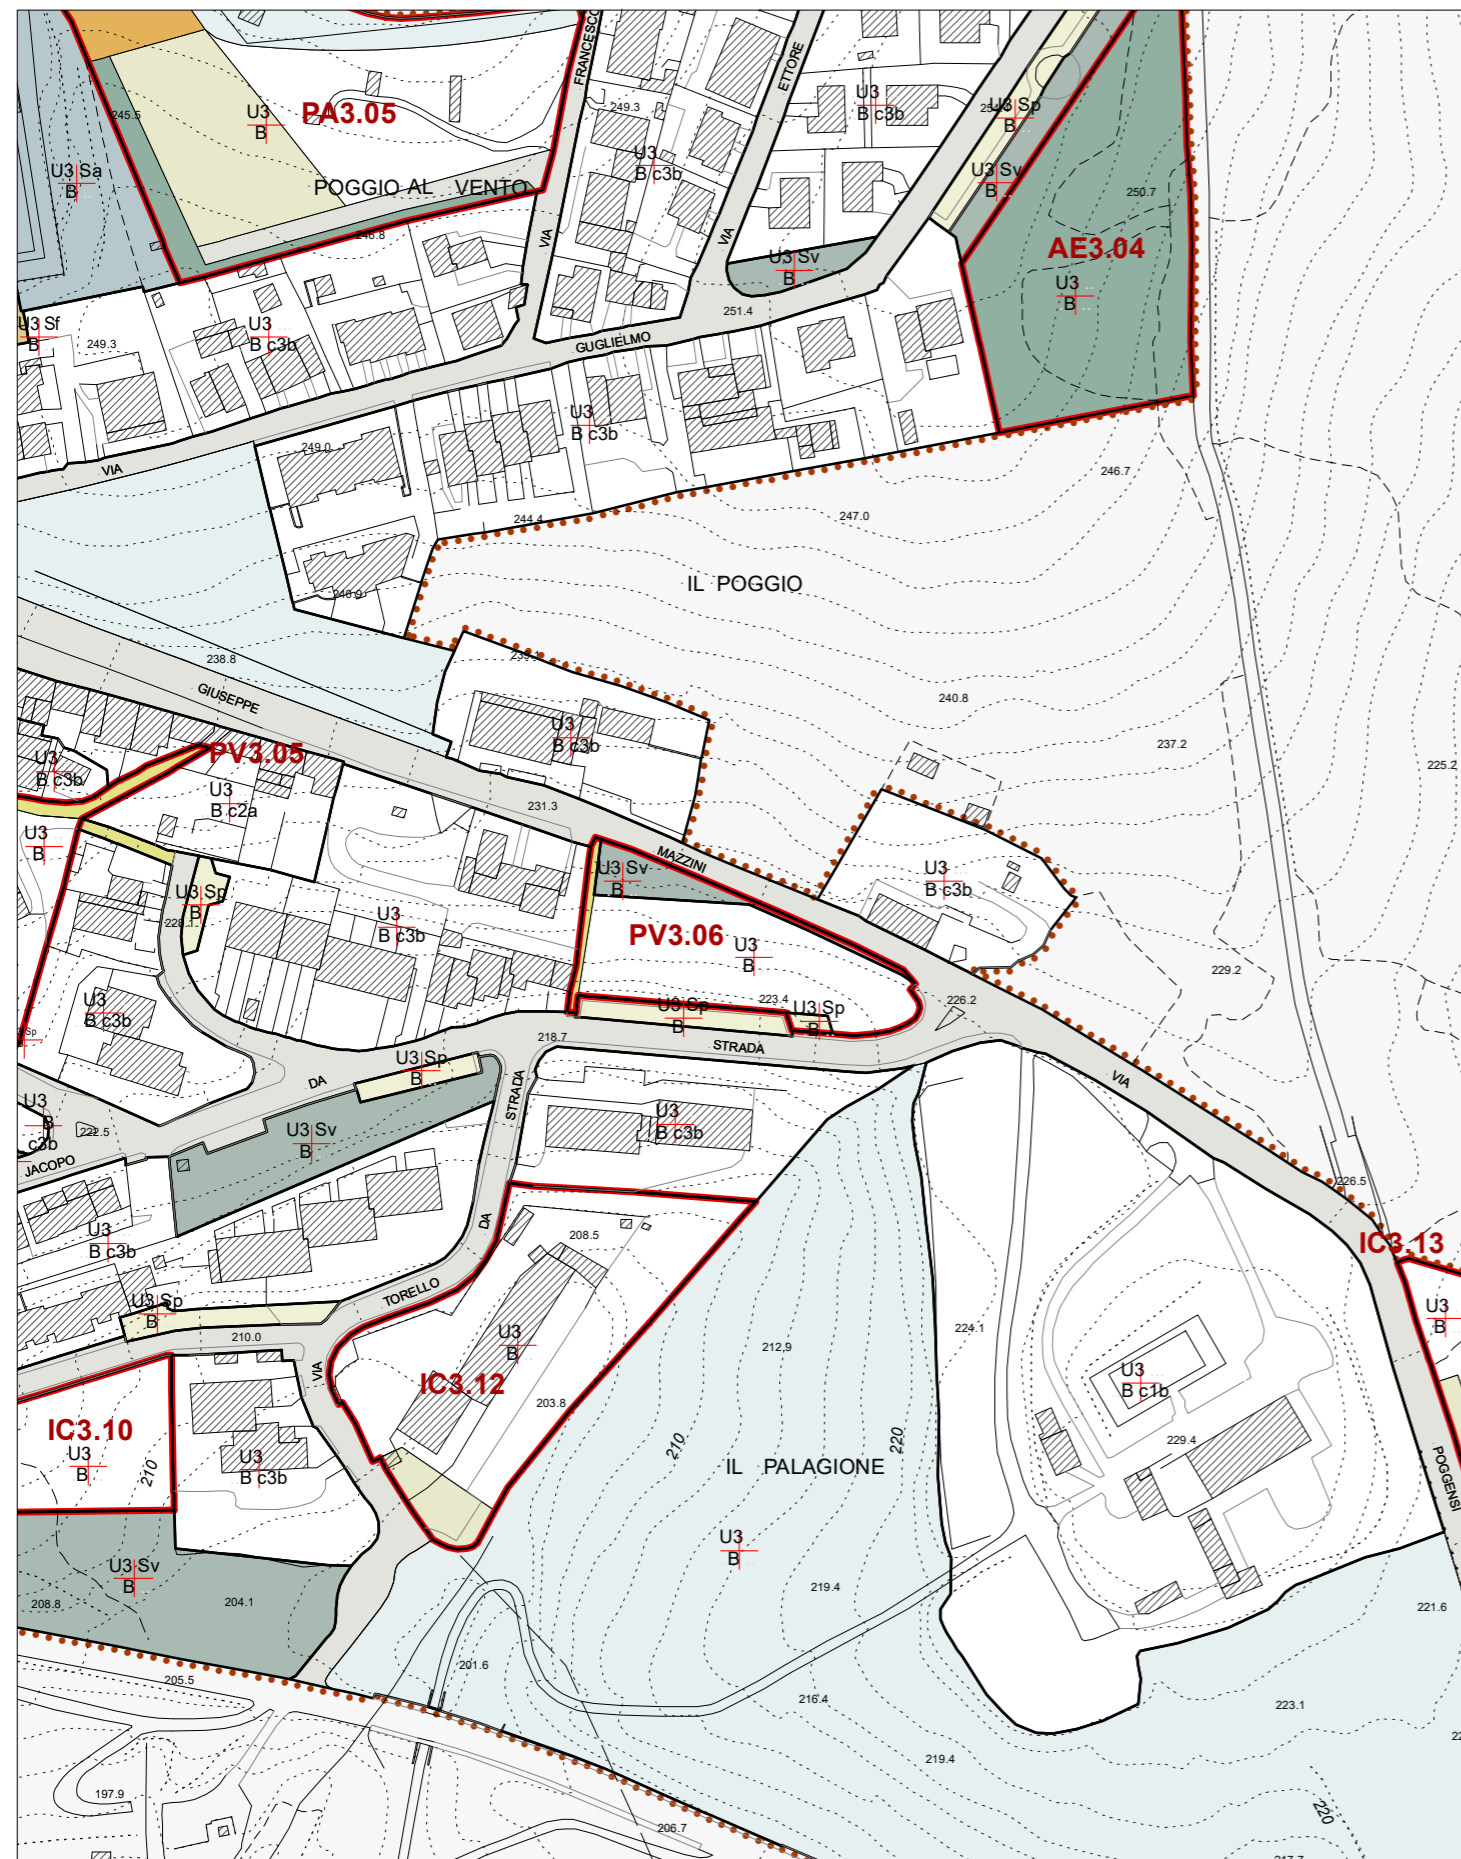 FRANCESCO
ETTORE
U3
B
PA3.05
245.5
249.3
U3
B c3b
U3
B c3b
U3 Sp
B
U3 Sa
B
POGGIO AL VENTO
U3 Sv
B
250.7
246.8
VIA
VIA
AE3.04
U3 Sv
B
U3
B
251.4
U3 Sf
B
249.3
U3
B c3b
GUGLIELMO
U3
B c3b
249.0
VIA
246.7
244.4
247.0
IL POGGIO
240.9
238.8
239.1
GIUSEPPE
240.8
U3
B c3b
237.2
PV3.05
U3
B c3b
225.2
U3
B c2a
231.3
U3
B
MAZZINI
U3 Sv
B
U3
B c3b
U3 Sp
B
U3
B c3b
228.1
PV3.06
U3
B
229.2
U3
B c3b
223.4
226.2
U3 Sp
B
U3 Sp
B
218.7
STRADA
U3 Sp
B
DA
STRADA
VIA
U3
B
c3b
222.5
U3
B c3b
U3 Sv
B
JACOPO
226.5
DA
U3
B c3b
208.5
IC3.13
TORELLO
U3 Sp
B
U3
B
210.0
U3
B
224.1
212.9
VIA
IC3.12
U3
B c1b
203.8
IC3.10
U3
B
210
U3
B c3b
210
220
229.4
IL PALAGIONE
POGGENSI
U3
B
U3 Sv
B
208.8
204.1
219.4
221.6
205.5
201.6
216.4
223.1
219.4
197.9
206.7
220